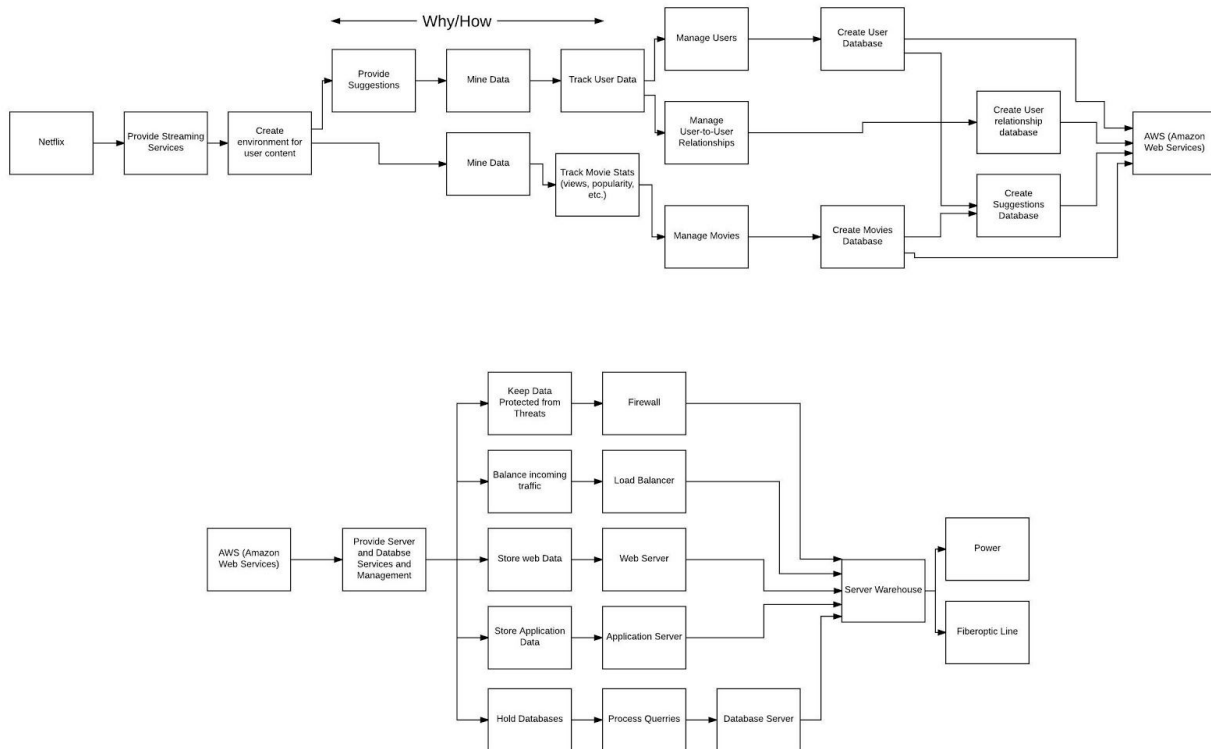 Why/How
Netflix
Provide Streaming
Services
Create
environment for
user content
Provide
Suggestions
Mine Data
Track User Data
Manage Users
Create User
Database
Manage
User-to-User
Relationships
Create User
relationship
database
AWS (Amazon
Web Services)
Mine Data
Track Movie Stats
(views, popularity,
etc.)
Manage Movies
Create Movies
Database
Create
Suggestions
Database
AWS (Amazon
Web Services)
Provide Server
and Databse
Services and
Management
Keep Data
Protected from
Threats
Firewall
Balance incoming
traffic
Load Balancer
Store web Data
Web Server
Store Application
Data
Application Server
Hold Databases
Process Querries
Database Server
Server Warehouse
Power
Fiberoptic Line